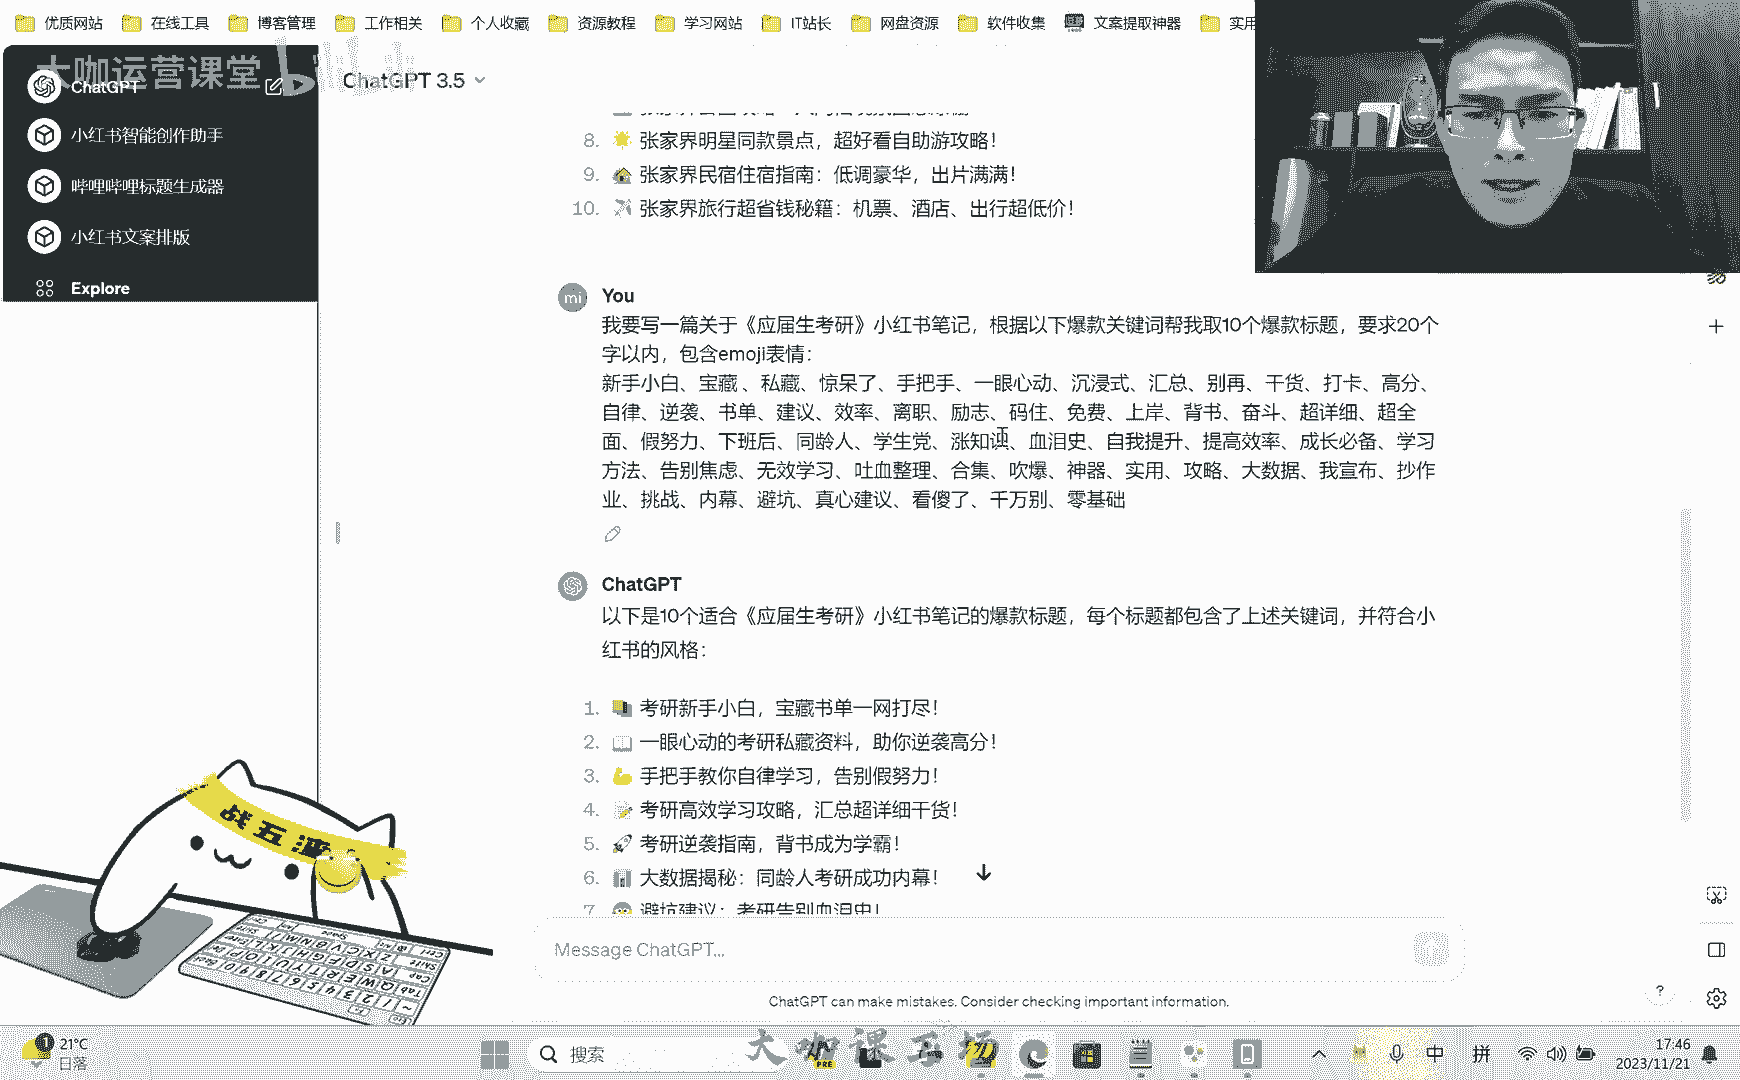 优质网站 在线工具 博客管理 工作相关 个人收藏 资源教程 学习网站 IT站长 网盘资源 软件收集 文案提取神器 实用
大咖运营课堂
ChatGPT
ChatGPT 3.5
小红书智能创作助手
哔哩哔哩标题生成器
小红书文案排版
Explore
8. 张家界明星同款景点，超好看自助游攻略！
9. 张家界民宿住宿指南：低调豪华，出片满满！
10. 张家界旅行超省钱秘籍：机票、酒店、出行超低价！
mi
You
我要写一篇关于《应届生考研》小红书笔记，根据以下爆款关键词帮我取10个爆款标题，要求20个
字以内，包含emoji表情：
新手小白、宝藏 、私藏、惊呆了、手把手、一眼心动、沉浸式、汇总、别再、干货、打卡、高分、
自律、逆袭、书单、建议、效率、离职、励志、码住、免费、上岸、背书、奋斗、超详细、超全
面、假努力、下班后、同龄人、学生党、涨知识、血泪史、自我提升、提高效率、成长必备、学习
方法、告别焦虑、无效学习、吐血整理、合集、吹爆、神器、实用、攻略、大数据、我宣布、抄作
业、挑战、内幕、避坑、真心建议、看傻了、千万别、零基础
ChatGPT
以下是10个适合《应届生考研》小红书笔记的爆款标题，每个标题都包含了上述关键词，并符合小
红书的风格：
1. 考研新手小白，宝藏书单一网打尽！
2. 一眼心动的考研私藏资料，助你逆袭高分！
3. 手把手教你自律学习，告别假努力！
4. 考研高效学习攻略，汇总超详细干货！
5. 考研逆袭指南，背书成为学霸！
6. 大数据揭秘：同龄人考研成功内幕！
7. 避坑建议：考研告别血泪史！
Message ChatGPT...
ChatGPT can make mistakes. Consider checking important information.
?
战五渣
1
21°C
日落
搜索
中
拼
17:46
2023/11/21